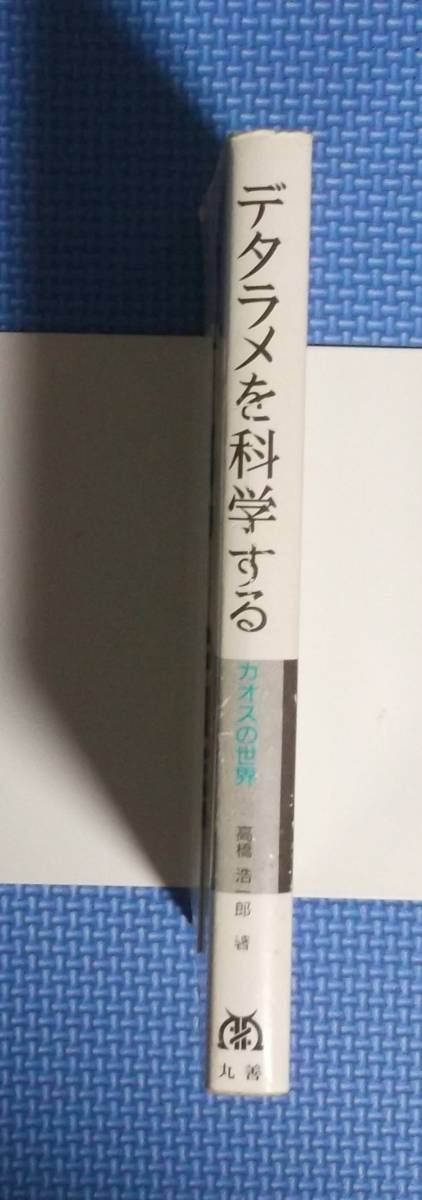 デタラメを科学する
カオスの世界
高橋 浩一郎 著
丸善